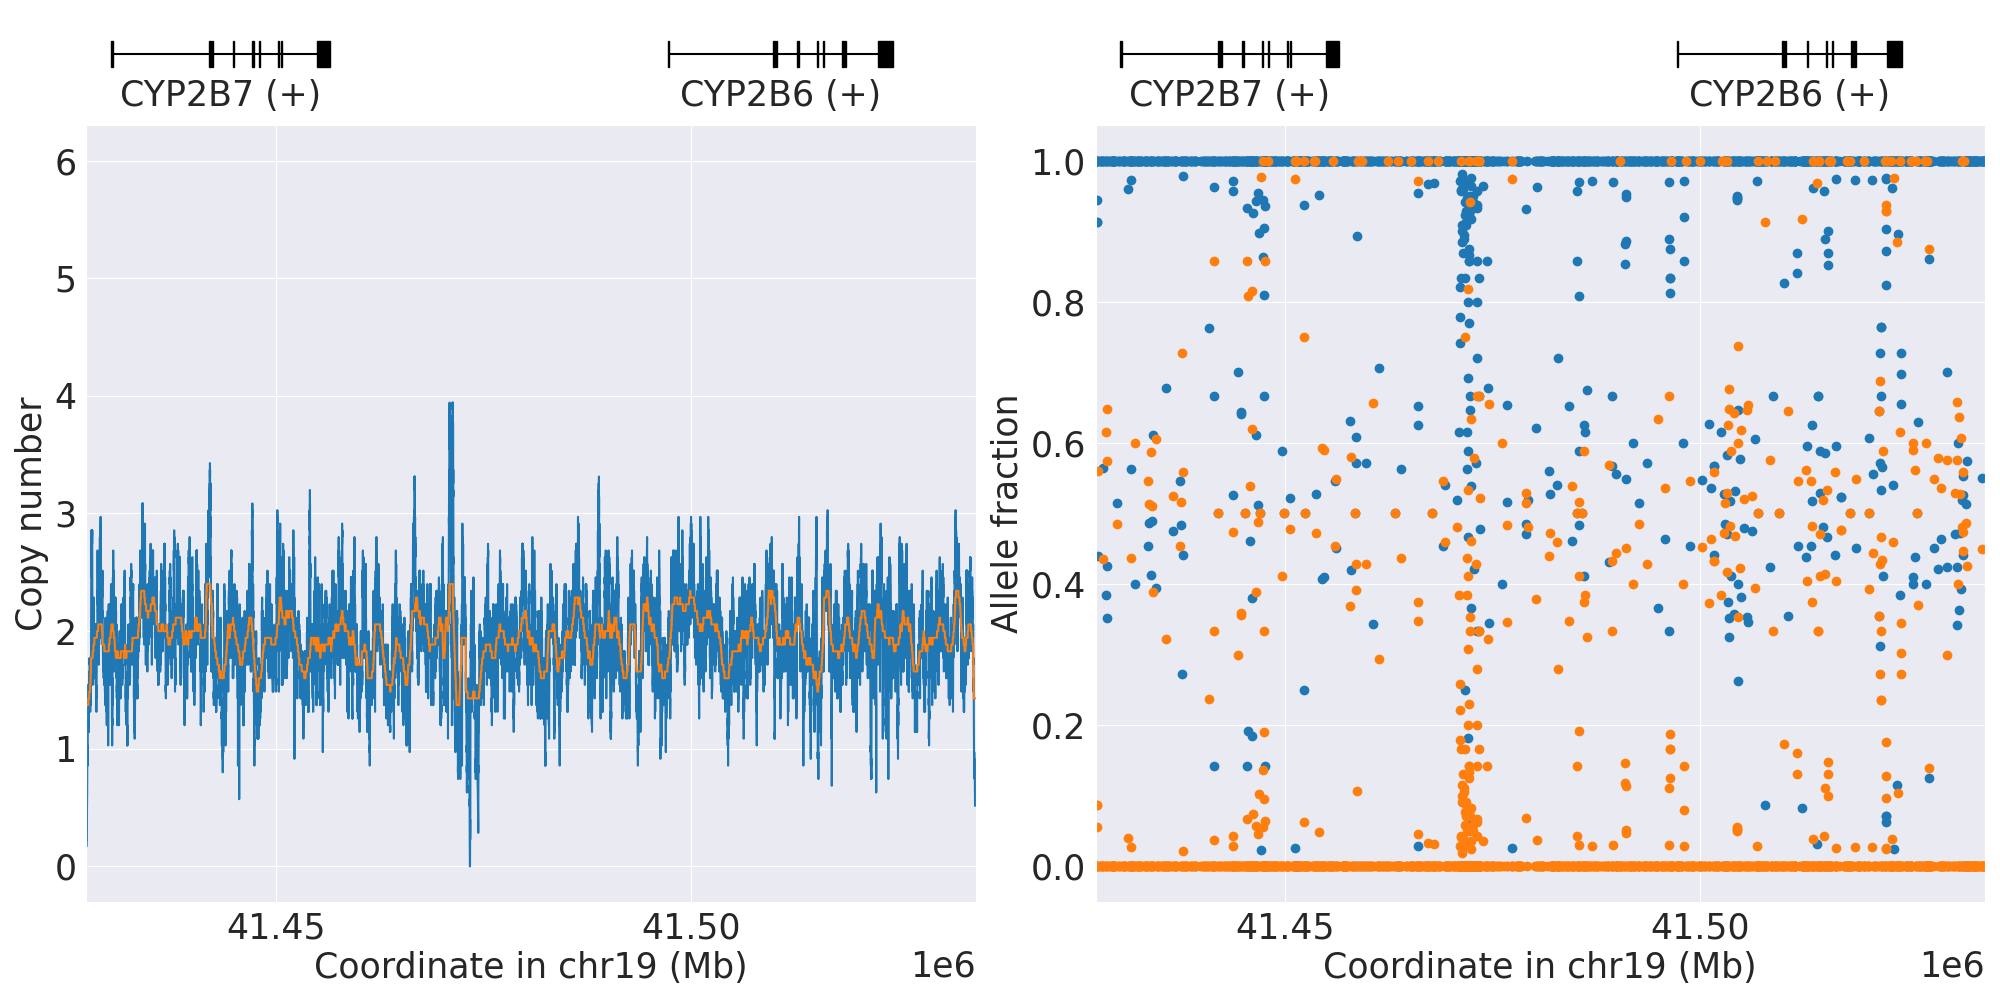 CYP2B7 (+) CYP2B6 (+)
CYP2B7 (+) CYP2B6 (+)
Copy number
6
5
4
3
2
1
0
41.45 41.50
Coordinate in chr19 (Mb) 1e6
Allele fraction
1.0
0.8
0.6
0.4
0.2
0.0
41.45 41.50
Coordinate in chr19 (Mb) 1e6